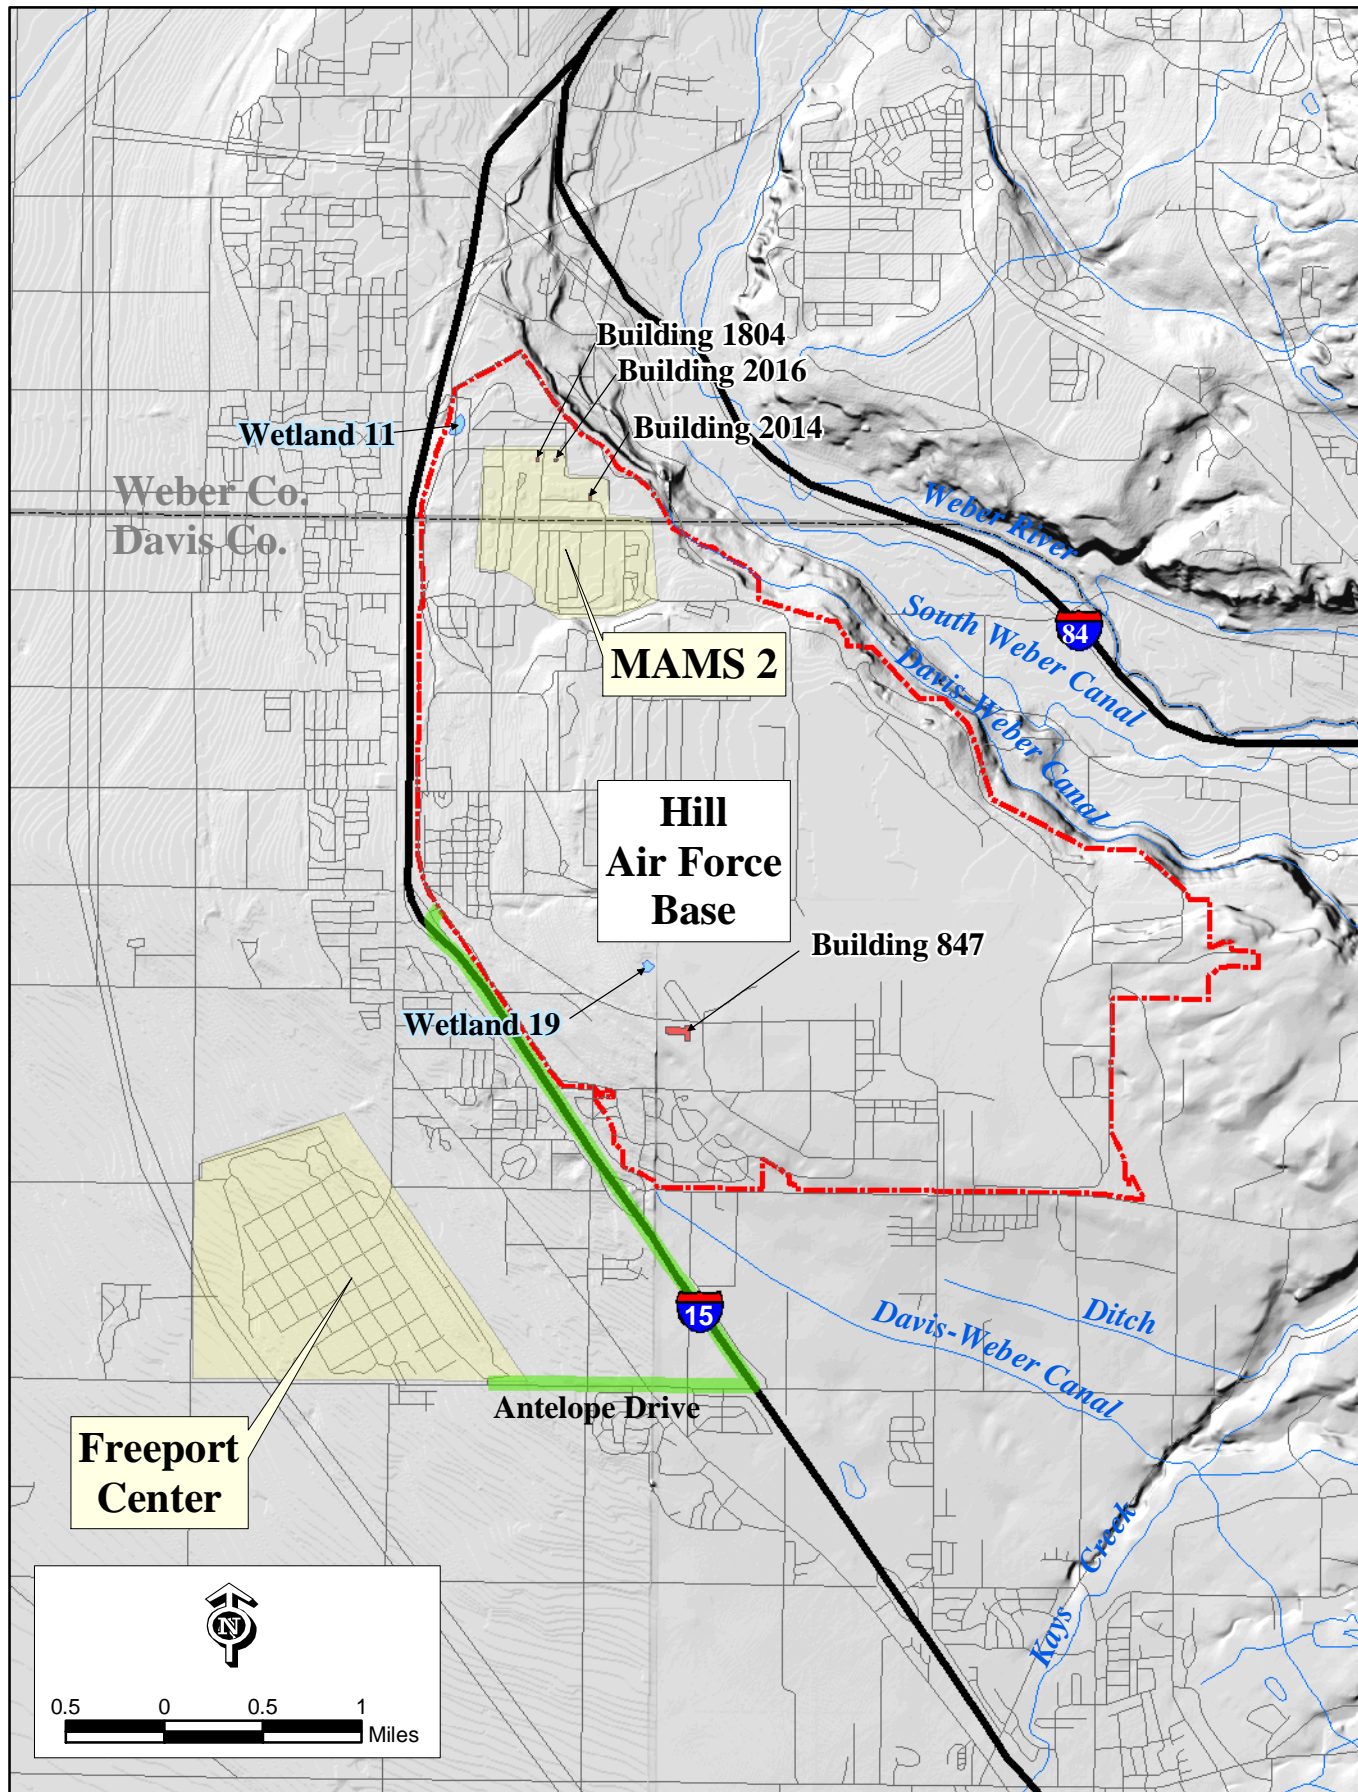 Building 1804
Building 2016
Building 2014
Wetland 11
Weber Co.
Davis Co.
Weber River
South Weber Canal
84
Davis-Weber Canal
MAMS 2
Hill
Air Force
Base
Building 847
Wetland 19
15
Ditch
Davis-Weber Canal
Antelope Drive
Freeport
Center
Kays Creek
N
0.5 0 0.5 1
Miles